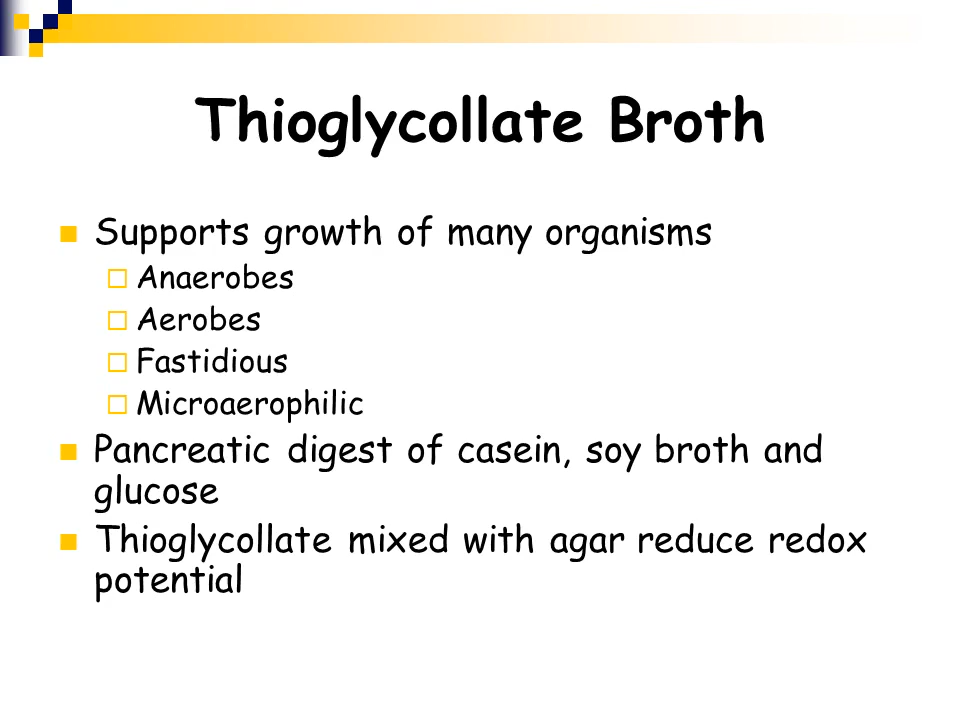 Thioglycollate Broth
Supports growth of many organisms
Anaerobes
Aerobes
Fastidious
Microaerophilic
Pancreatic digest of casein, soy broth and
glucose
Thioglycollate mixed with agar reduce redox
potential